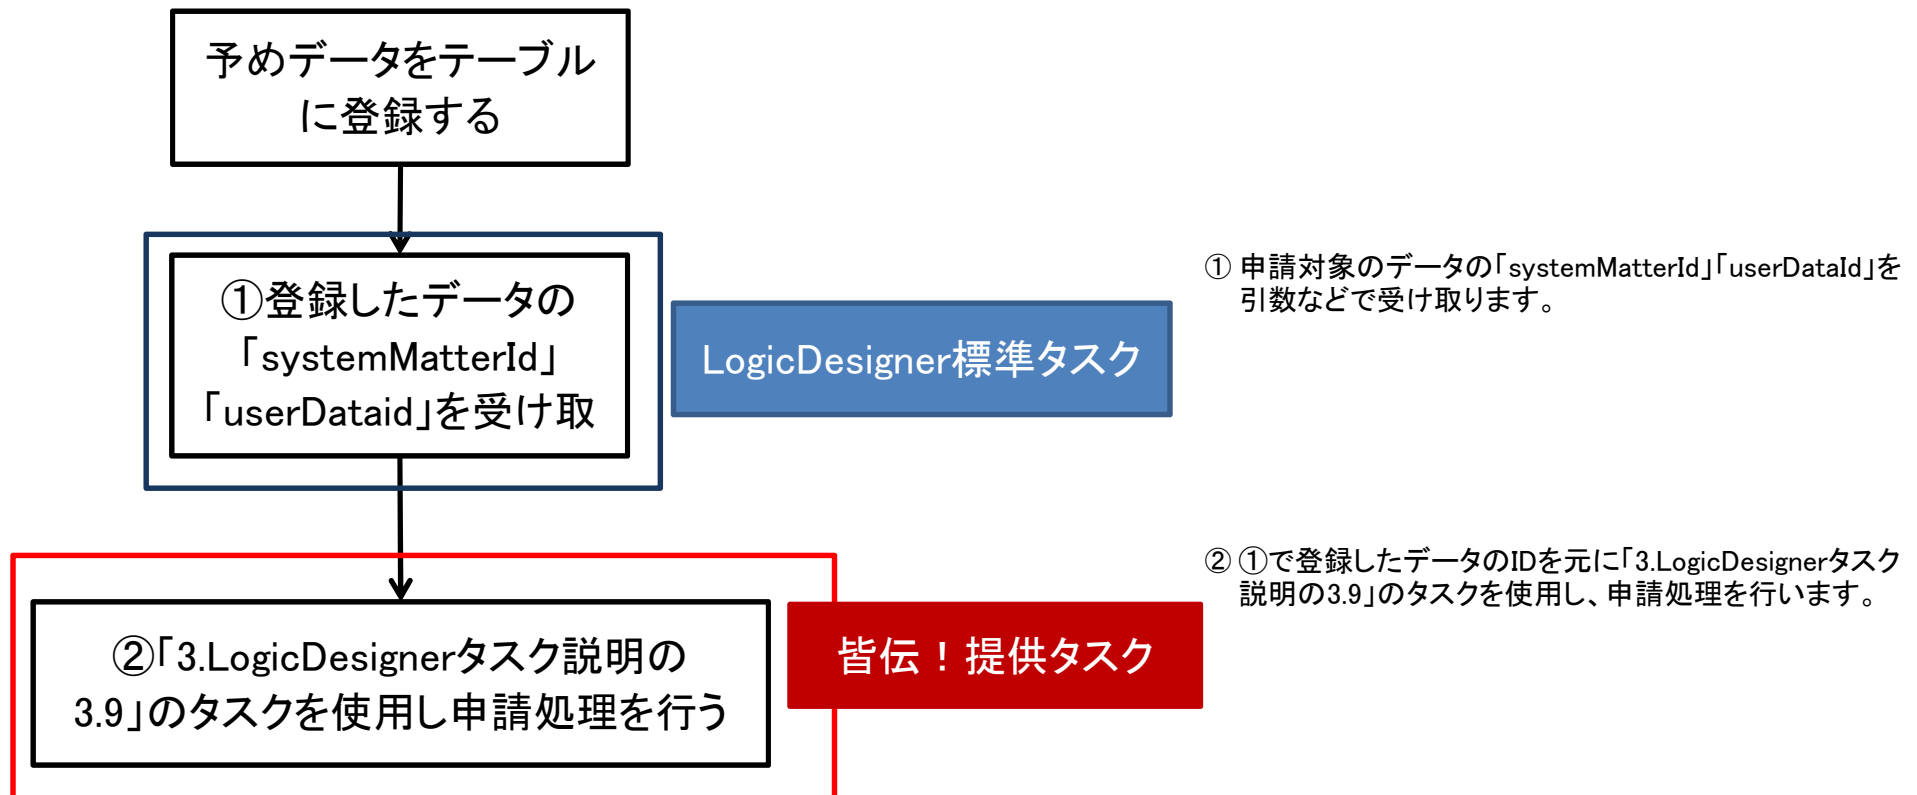 予めデータをテーブル
に登録する
①登録したデータの
「systemMatterId」
「userDataid」を受け取
LogicDesigner標準タスク
① 申請対象のデータの「systemMatterId」「userDataId」を
引数などで受け取ります。
②「3.LogicDesignerタスク説明の
3.9」のタスクを使用し申請処理を行う
皆伝！提供タスク
② ①で登録したデータのIDを元に「3.LogicDesignerタスク
説明の3.9」のタスクを使用し、申請処理を行います。